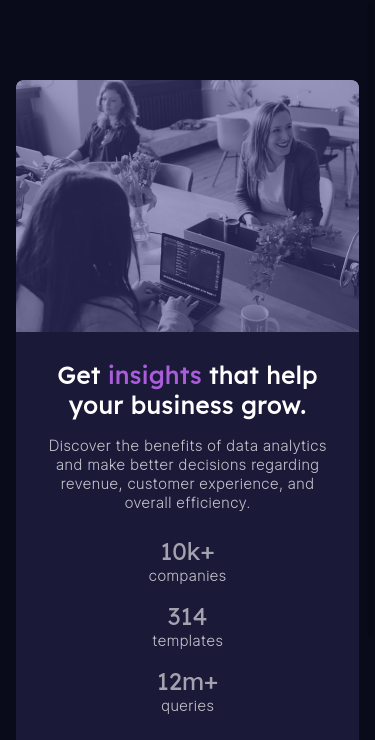 Get insights that help
your business grow.
Discover the benefits of data analytics
and make better decisions regarding
revenue, customer experience, and
overall efficiency.
10k+
companies
314
templates
12m+
queries